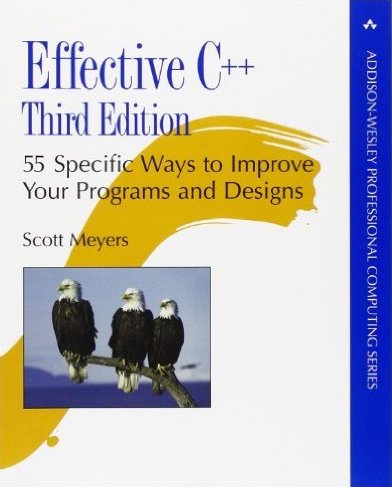 Effective C++
Third Edition
55 Specific Ways to Improve
Your Programs and Designs
Scott Meyers
ADDISON-WESLEY PROFESSIONAL COMPUTING SERIES